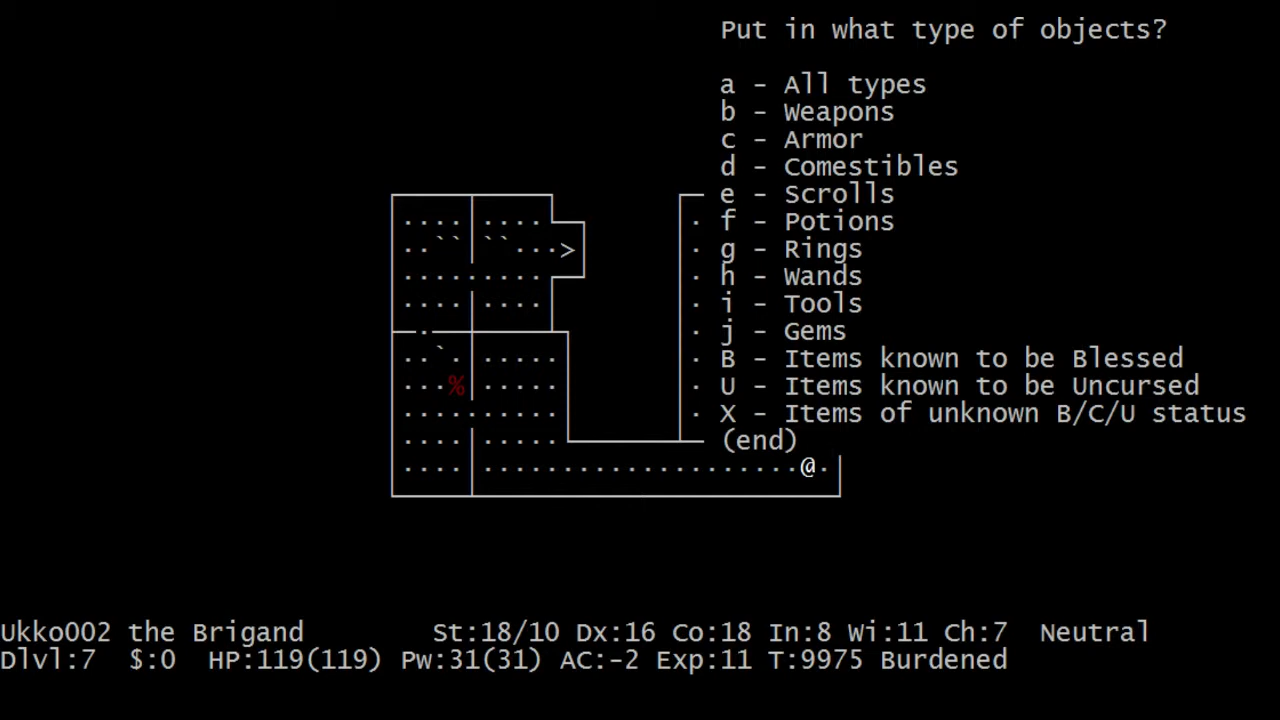 Put in what type of objects?
a - All types
b - Weapons
c - Armor
d - Comestibles
e - Scrolls
f - Potions
g - Rings
h - Wands
i - Tools
j - Gems
B - Items known to be Blessed
U - Items known to be Uncursed
X - Items of unknown B/C/U status
(end)
Ukko002 the Brigand St:18/10 Dx:16 Co:18 In:8 Wi:11 Ch:7 Neutral
Dlvl:7 $:0 HP:119(119) Pw:31(31) AC:-2 Exp:11 T:9975 Burdened